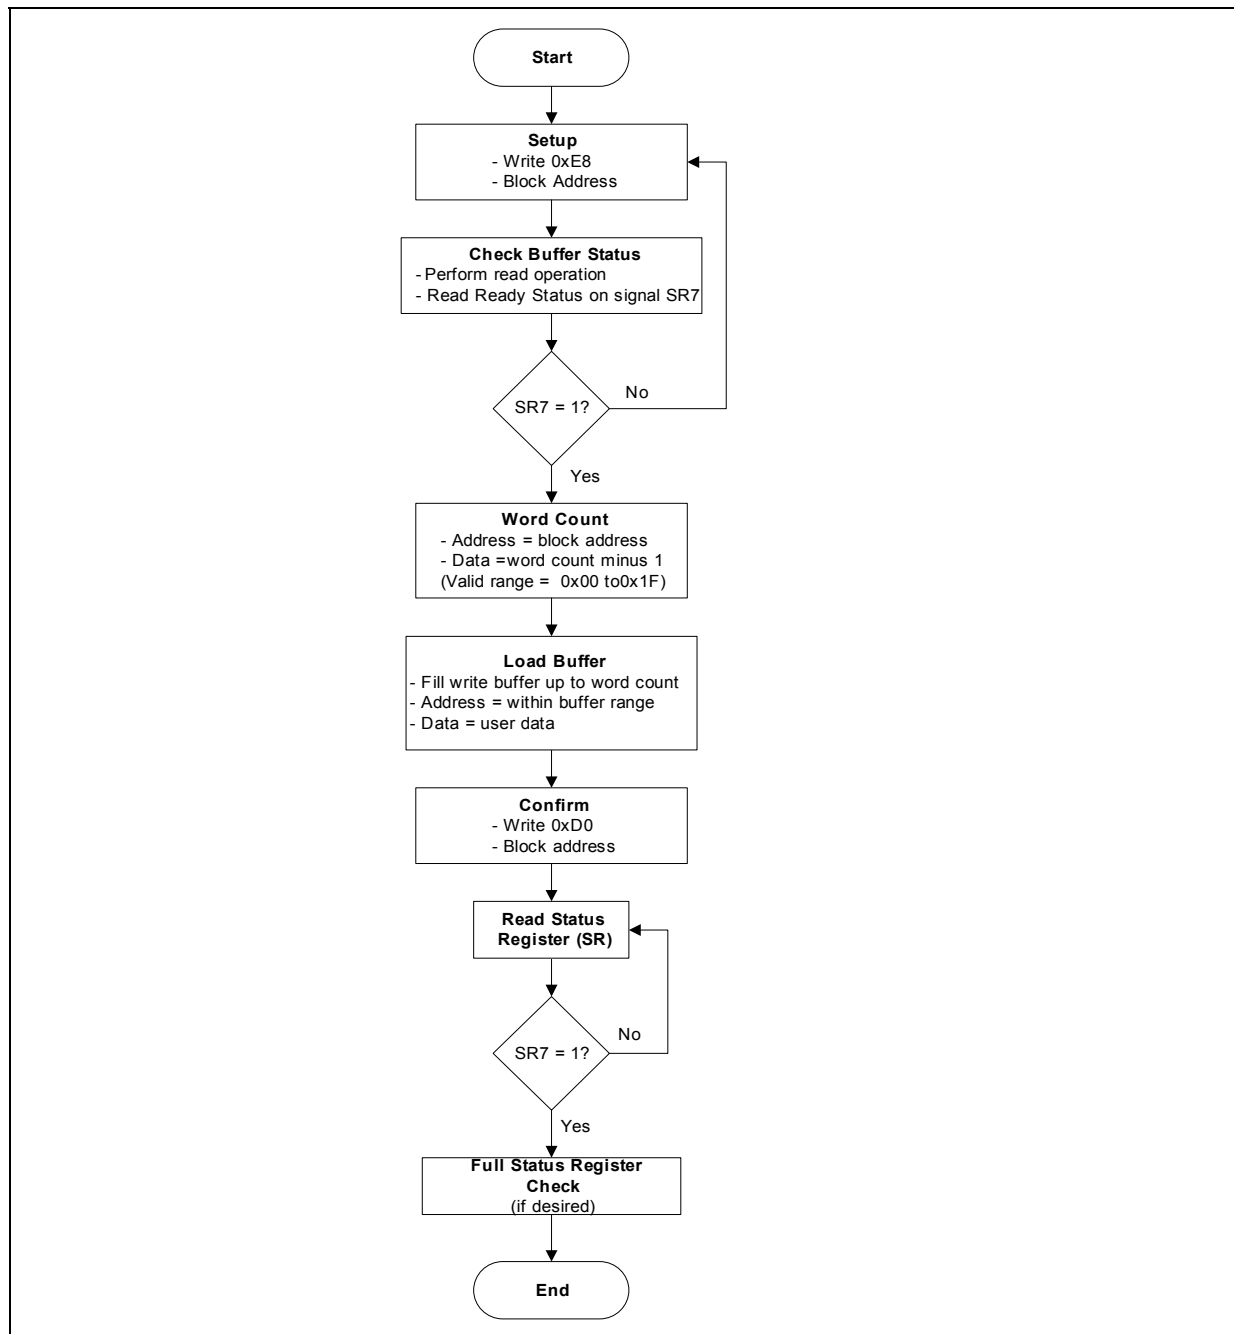 Start
Setup
- Write 0xE8
- Block Address
Check Buffer Status
- Perform read operation
- Read Ready Status on signal SR7
SR7 = 1?
No
Yes
Word Count
- Address = block address
- Data =word count minus 1
(Valid range = 0x00 to0x1F)
Load Buffer
- Fill write buffer up to word count
- Address = within buffer range
- Data = user data
Confirm
- Write 0xD0
- Block address
Read Status
Register (SR)
SR7 = 1?
No
Yes
Full Status Register
Check
(if desired)
End